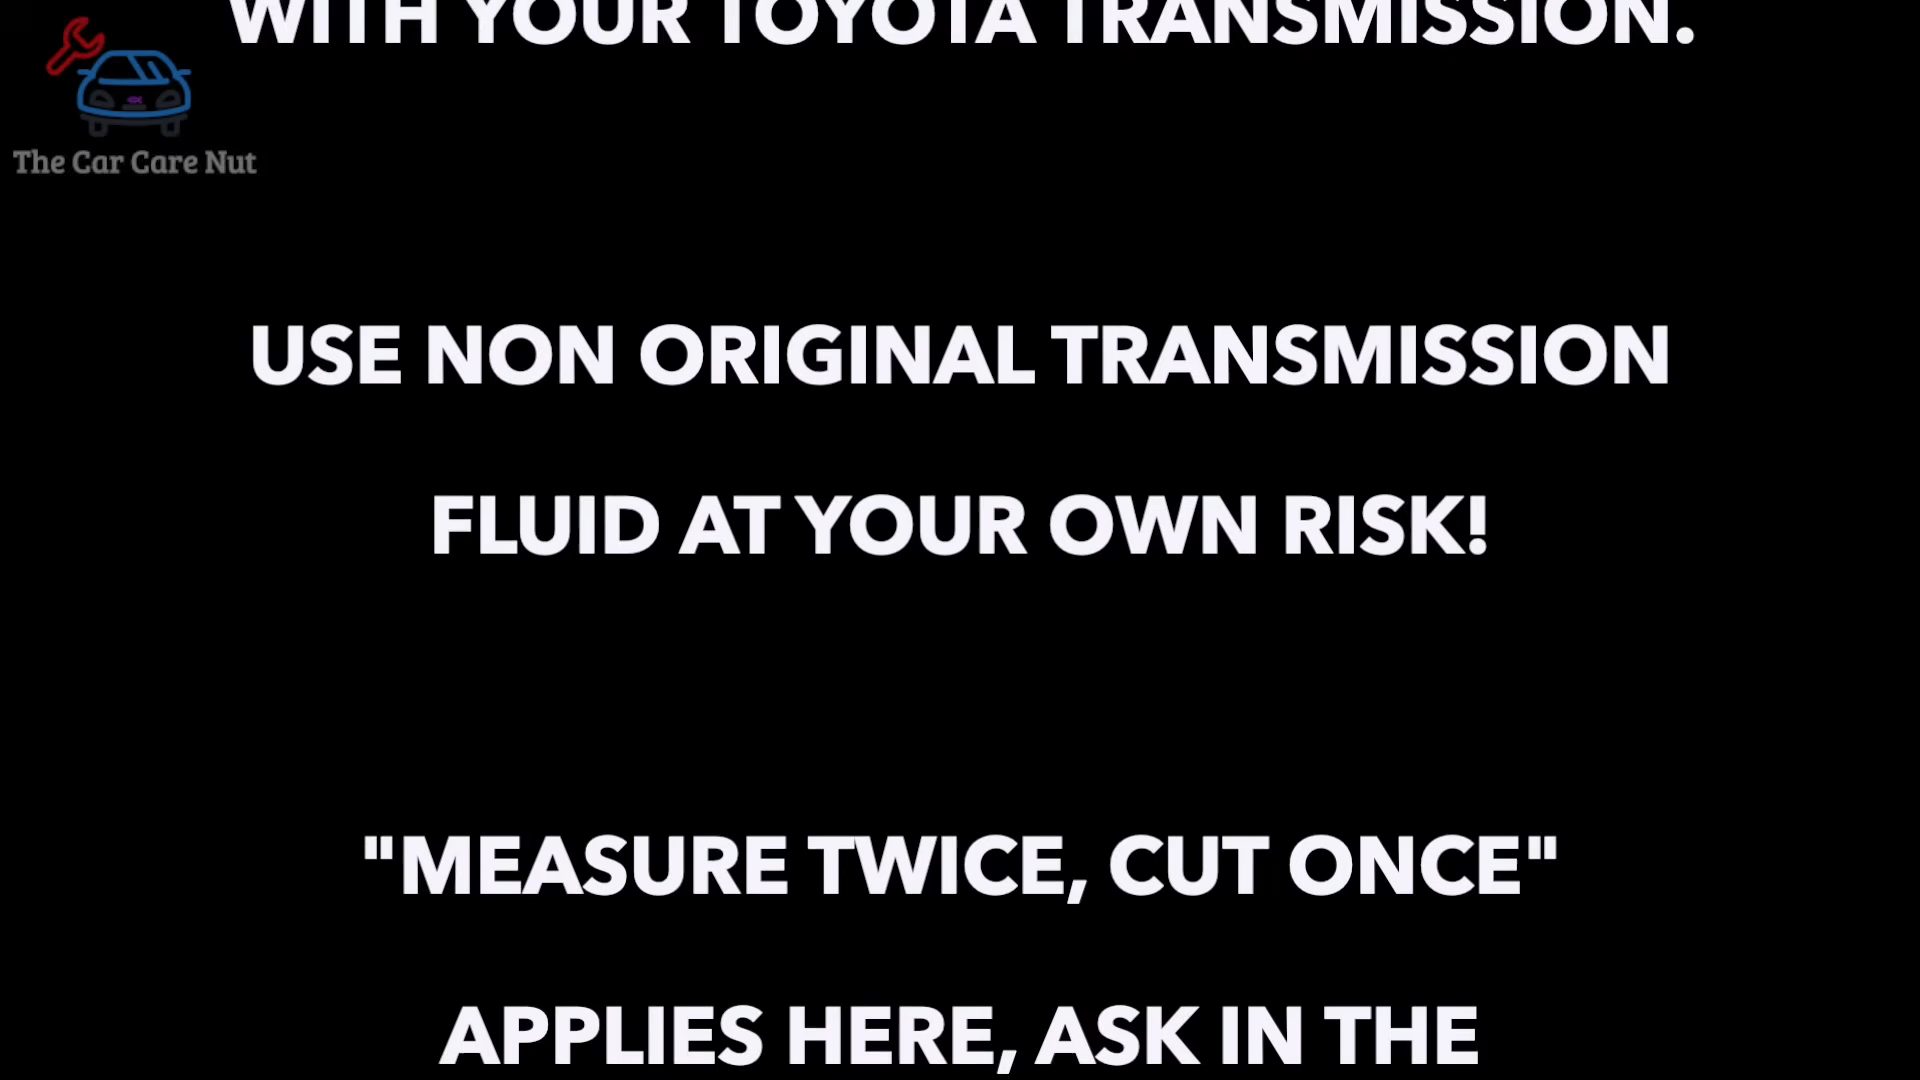 WITH YOUR TOYOTA TRANSMISSION.
The Car Care Nut
USE NON ORIGINAL TRANSMISSION
FLUID AT YOUR OWN RISK!
"MEASURE TWICE, CUT ONCE"
APPLIES HERE, ASK IN THE